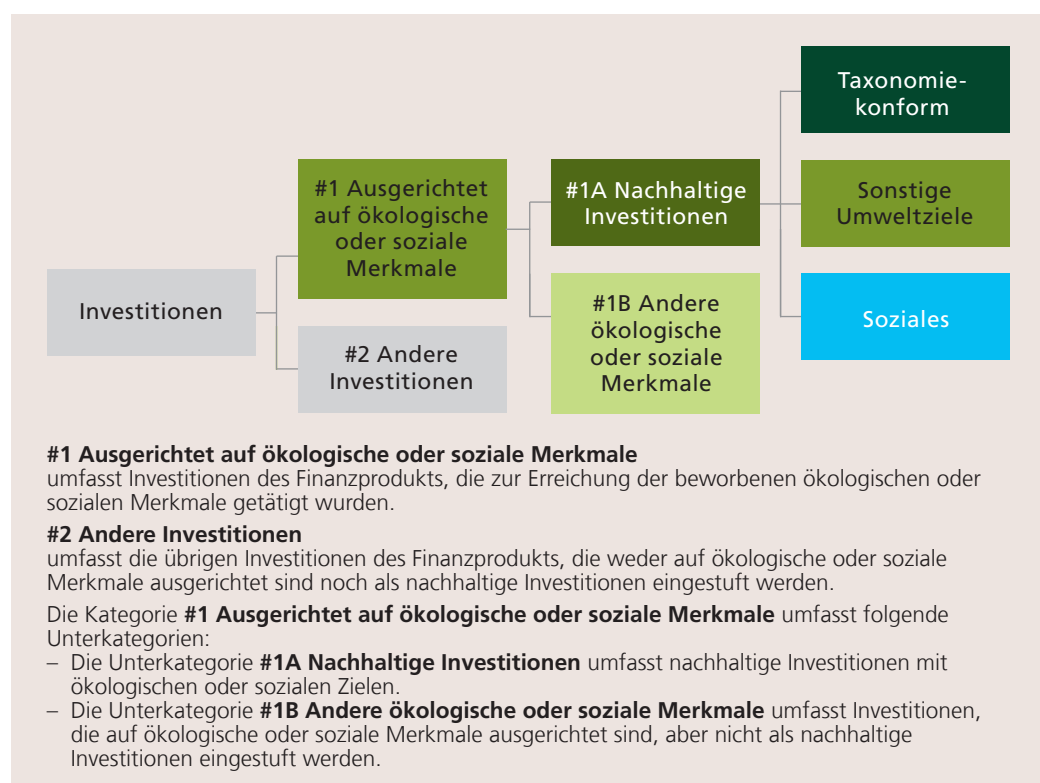 Taxonomie-
konform
#1 Ausgerichtet
auf ökologische
oder soziale
Merkmale
#1A Nachhaltige
Investitionen
Sonstige
Umweltziele
Investitionen
#2 Andere
Investitionen
#1B Andere
ökologische
oder soziale
Merkmale
Soziales
#1 Ausgerichtet auf ökologische oder soziale Merkmale
umfasst Investitionen des Finanzprodukts, die zur Erreichung der beworbenen ökologischen oder
sozialen Merkmale getätigt wurden.
#2 Andere Investitionen
umfasst die übrigen Investitionen des Finanzprodukts, die weder auf ökologische oder soziale
Merkmale ausgerichtet sind noch als nachhaltige Investitionen eingestuft werden.
Die Kategorie #1 Ausgerichtet auf ökologische oder soziale Merkmale umfasst folgende
Unterkategorien:
– Die Unterkategorie #1A Nachhaltige Investitionen umfasst nachhaltige Investitionen mit
ökologischen oder sozialen Zielen.
– Die Unterkategorie #1B Andere ökologische oder soziale Merkmale umfasst Investitionen,
die auf ökologische oder soziale Merkmale ausgerichtet sind, aber nicht als nachhaltige
Investitionen eingestuft werden.